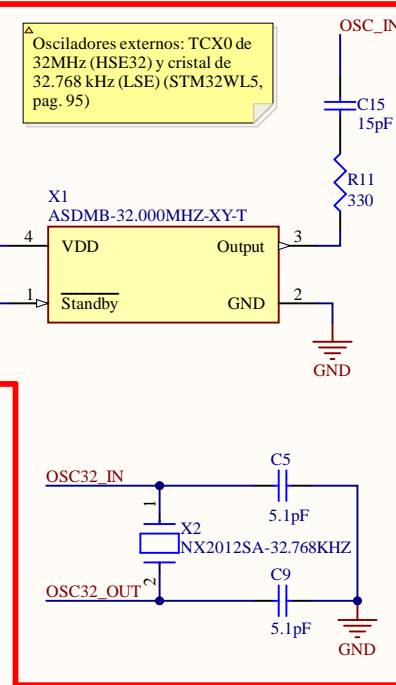 OSC_IN
Osciladores externos: TCX0 de
32MHz (HSE32) y cristal de
32.768 kHz (LSE) (STM32WL5,
pag. 95)
C15
15pF
R11
330
X1
ASDMB-32.000MHZ-XY-T
4 VDD Output 3
1 Standby GND 2
GND
OSC32_IN
C5
5.1pF
1
X2
NX2012SA-32.768KHZ
2
OSC32_OUT
C9
5.1pF
GND